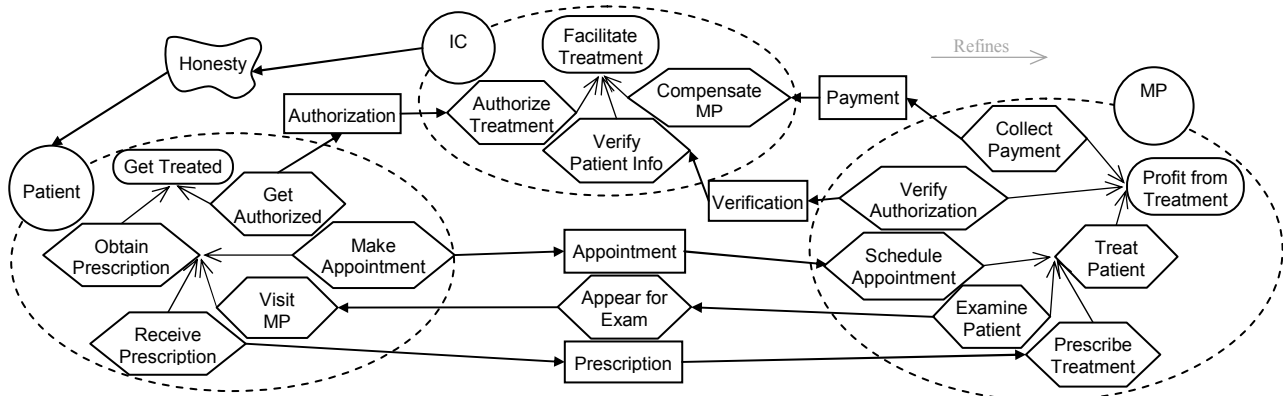 IC
Facilitate
Treatment
Refines
Honesty
MP
Authorization
Authorize
Treatment
Compensate
MP
Payment
Collect
Payment
Verify
Patient Info
Get Treated
Patient
Get
Authorized
Verification
Verify
Authorization
Profit from
Treatment
Obtain
Prescription
Make
Appointment
Appointment
Schedule
Appointment
Treat
Patient
Visit
MP
Appear for
Exam
Examine
Patient
Receive
Prescription
Prescription
Prescribe
Treatment